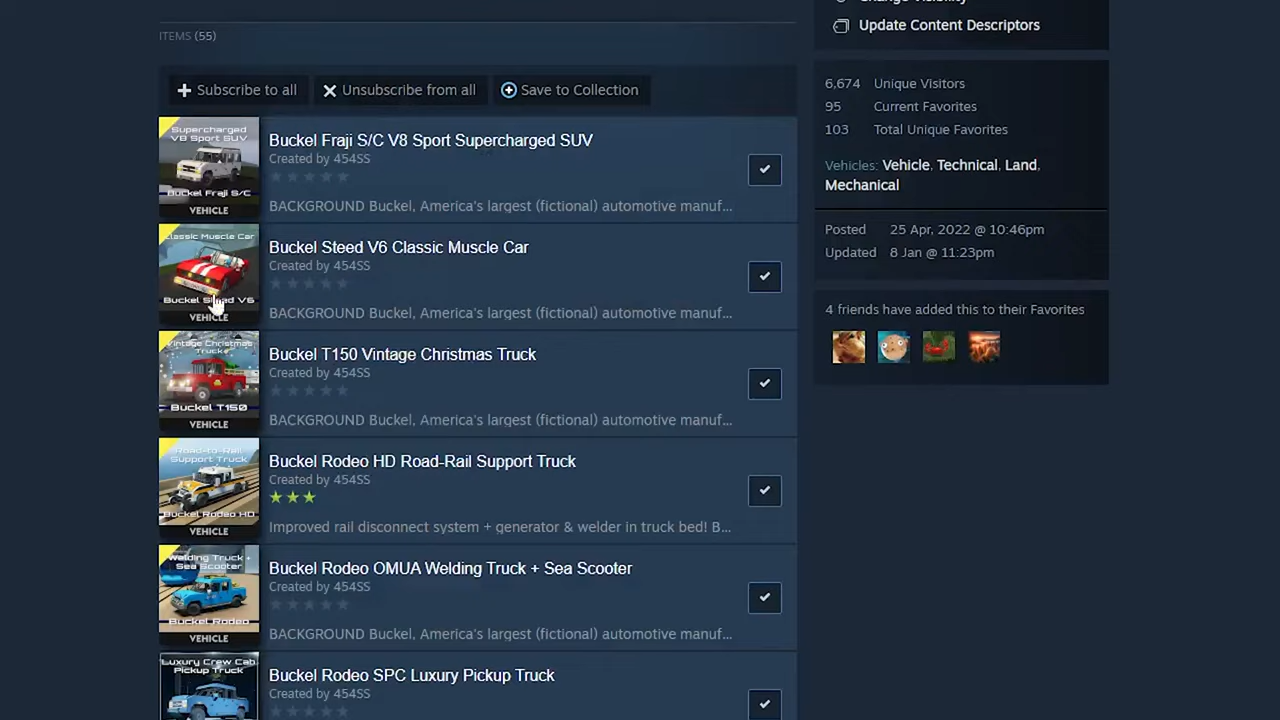 Change Visibility
Update Content Descriptors
ITEMS (55)
Subscribe to all
Unsubscribe from all
Save to Collection
6,674 Unique Visitors
95 Current Favorites
103 Total Unique Favorites
Vehicles: Vehicle, Technical, Land,
Mechanical
Posted 25 Apr, 2022 @ 10:46pm
Updated 8 Jan @ 11:23pm
4 friends have added this to their Favorites
Supercharged
V8 Sport SUV
Buckel Fraji S/C
VEHICLE
Buckel Fraji S/C V8 Sport Supercharged SUV
Created by 454SS
BACKGROUND Buckel, America's largest (fictional) automotive manuf...
Classic Muscle Car
Buckel Steed V6
VEHICLE
Buckel Steed V6 Classic Muscle Car
Created by 454SS
BACKGROUND Buckel, America's largest (fictional) automotive manuf...
Vintage Christmas
Truck
Buckel T150
VEHICLE
Buckel T150 Vintage Christmas Truck
Created by 454SS
BACKGROUND Buckel, America's largest (fictional) automotive manuf...
Road-to-Rail
Support Truck
Buckel Rodeo HD
VEHICLE
Buckel Rodeo HD Road-Rail Support Truck
Created by 454SS
Improved rail disconnect system + generator & welder in truck bed! B...
Welding Truck +
Sea Scooter
Buckel Rodeo
VEHICLE
Buckel Rodeo OMUA Welding Truck + Sea Scooter
Created by 454SS
BACKGROUND Buckel, America's largest (fictional) automotive manuf...
Luxury Crew Cab
Pickup Truck
Buckel Rodeo SPC Luxury Pickup Truck
Created by 454SS